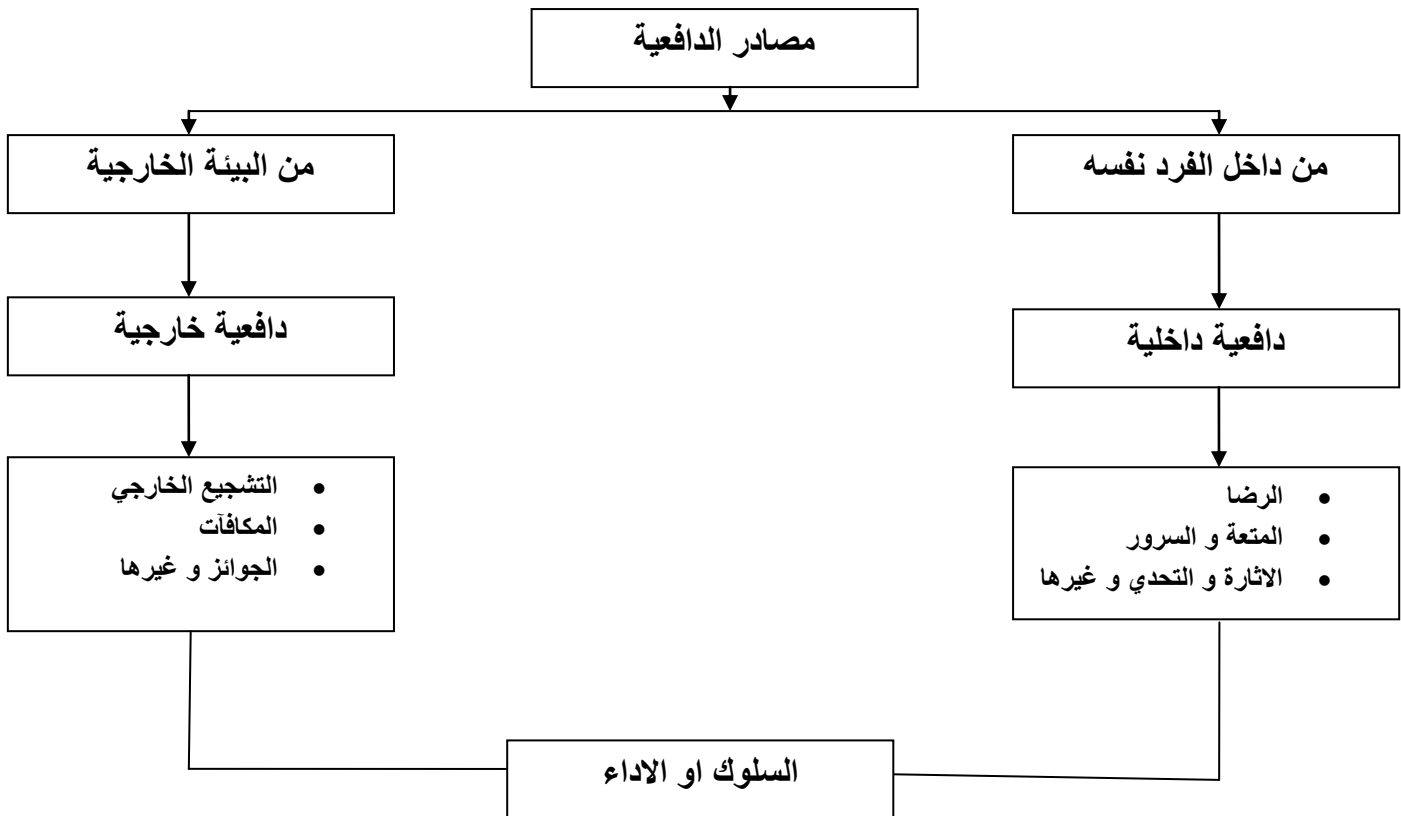 مصادر الدافعية
من داخل الفرد نفسه
من البيئة الخارجية
دافعية داخلية
دافعية خارجية
• الرضا
• المتعة و السرور
• الاثارة و التحدي و غيرها
• التشجيع الخارجي
• المكافآت
• الجوائز و غيرها
السلوك او الاداء